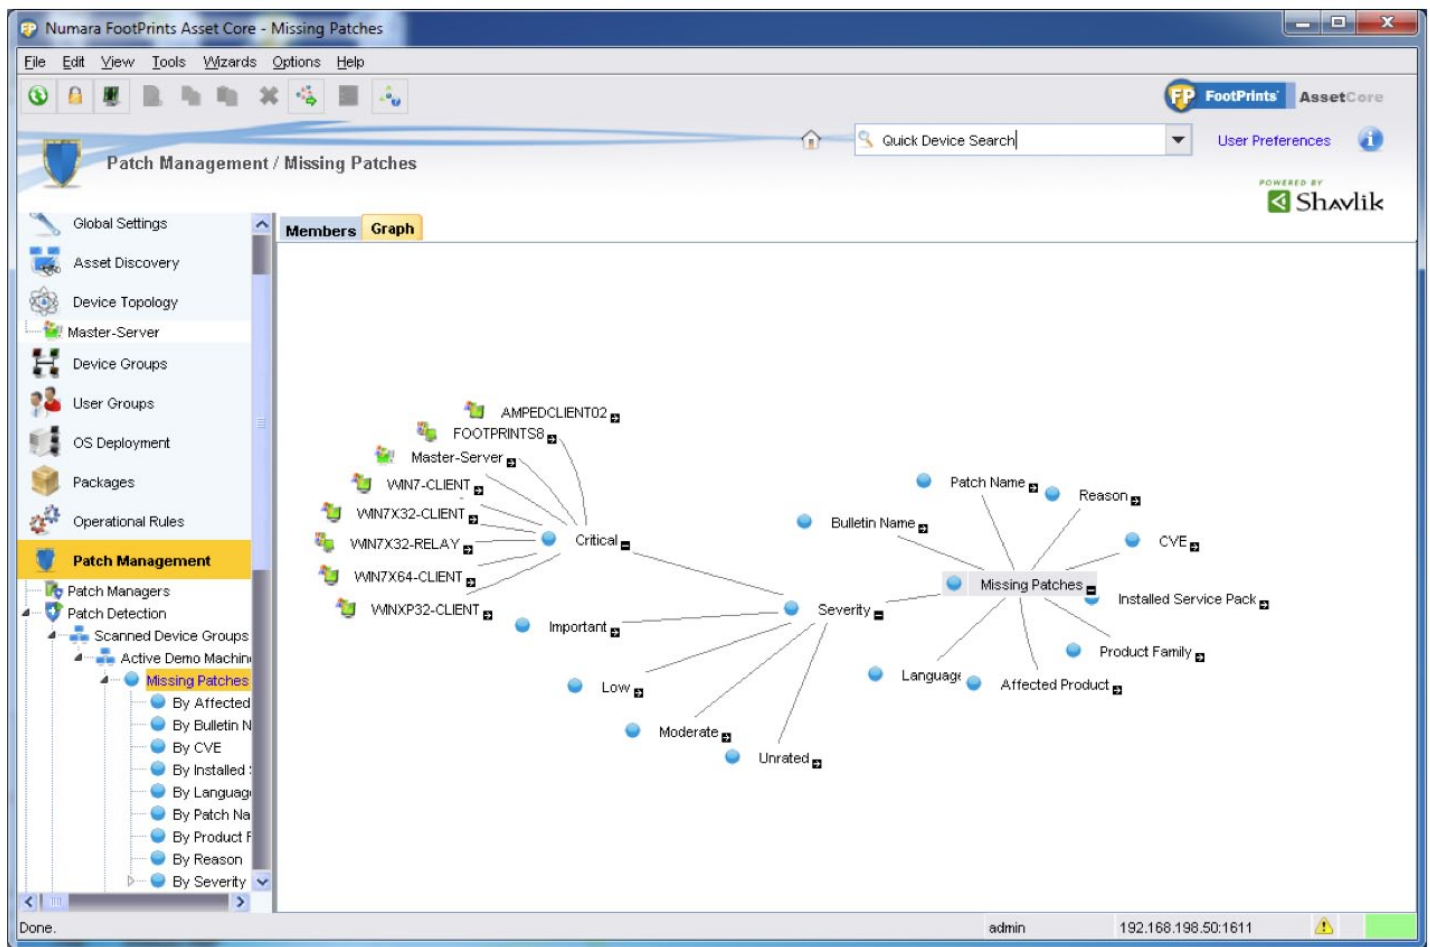 Numara FootPrints Asset Core - Missing Patches
File Edit View Tools Wizards Options Help
FP FootPrints AssetCore
Quick Device Search
User Preferences
Patch Management / Missing Patches
POWERED BY
Shavlik
Members Graph
Global Settings
Asset Discovery
Device Topology
Master-Server
Device Groups
User Groups
OS Deployment
Packages
Operational Rules
Patch Management
Patch Managers
Patch Detection
Scanned Device Groups
Active Demo Machin
Missing Patches
By Affected
By Bulletin N
By CVE
By Installed
By Languag
By Patch Na
By Product F
By Reason
By Severity
AMPEDCLIENT02
FOOTPRINTS8
Master-Server
WIN7-CLIENT
WIN7X32-CLIENT
WIN7X32-RELAY
WIN7X64-CLIENT
WINXP32-CLIENT
Critical
Important
Low
Moderate
Unrated
Severity
Patch Name
Reason
Bulletin Name
CVE
Missing Patches
Installed Service Pack
Product Family
Language
Affected Product
Done.
admin
192.168.198.50:1611